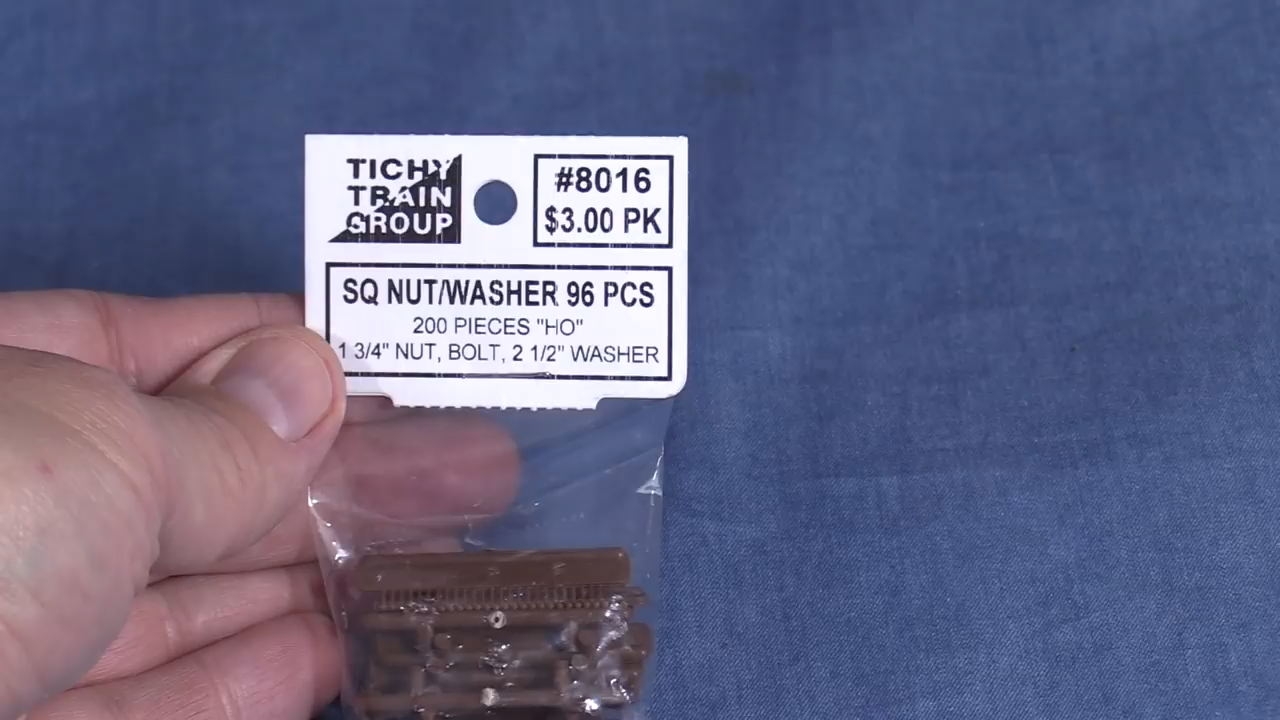 TICHY
TRAIN
GROUP
#8016
$3.00 PK
SQ NUT/WASHER 96 PCS
200 PIECES "HO"
1 3/4" NUT, BOLT, 2 1/2" WASHER